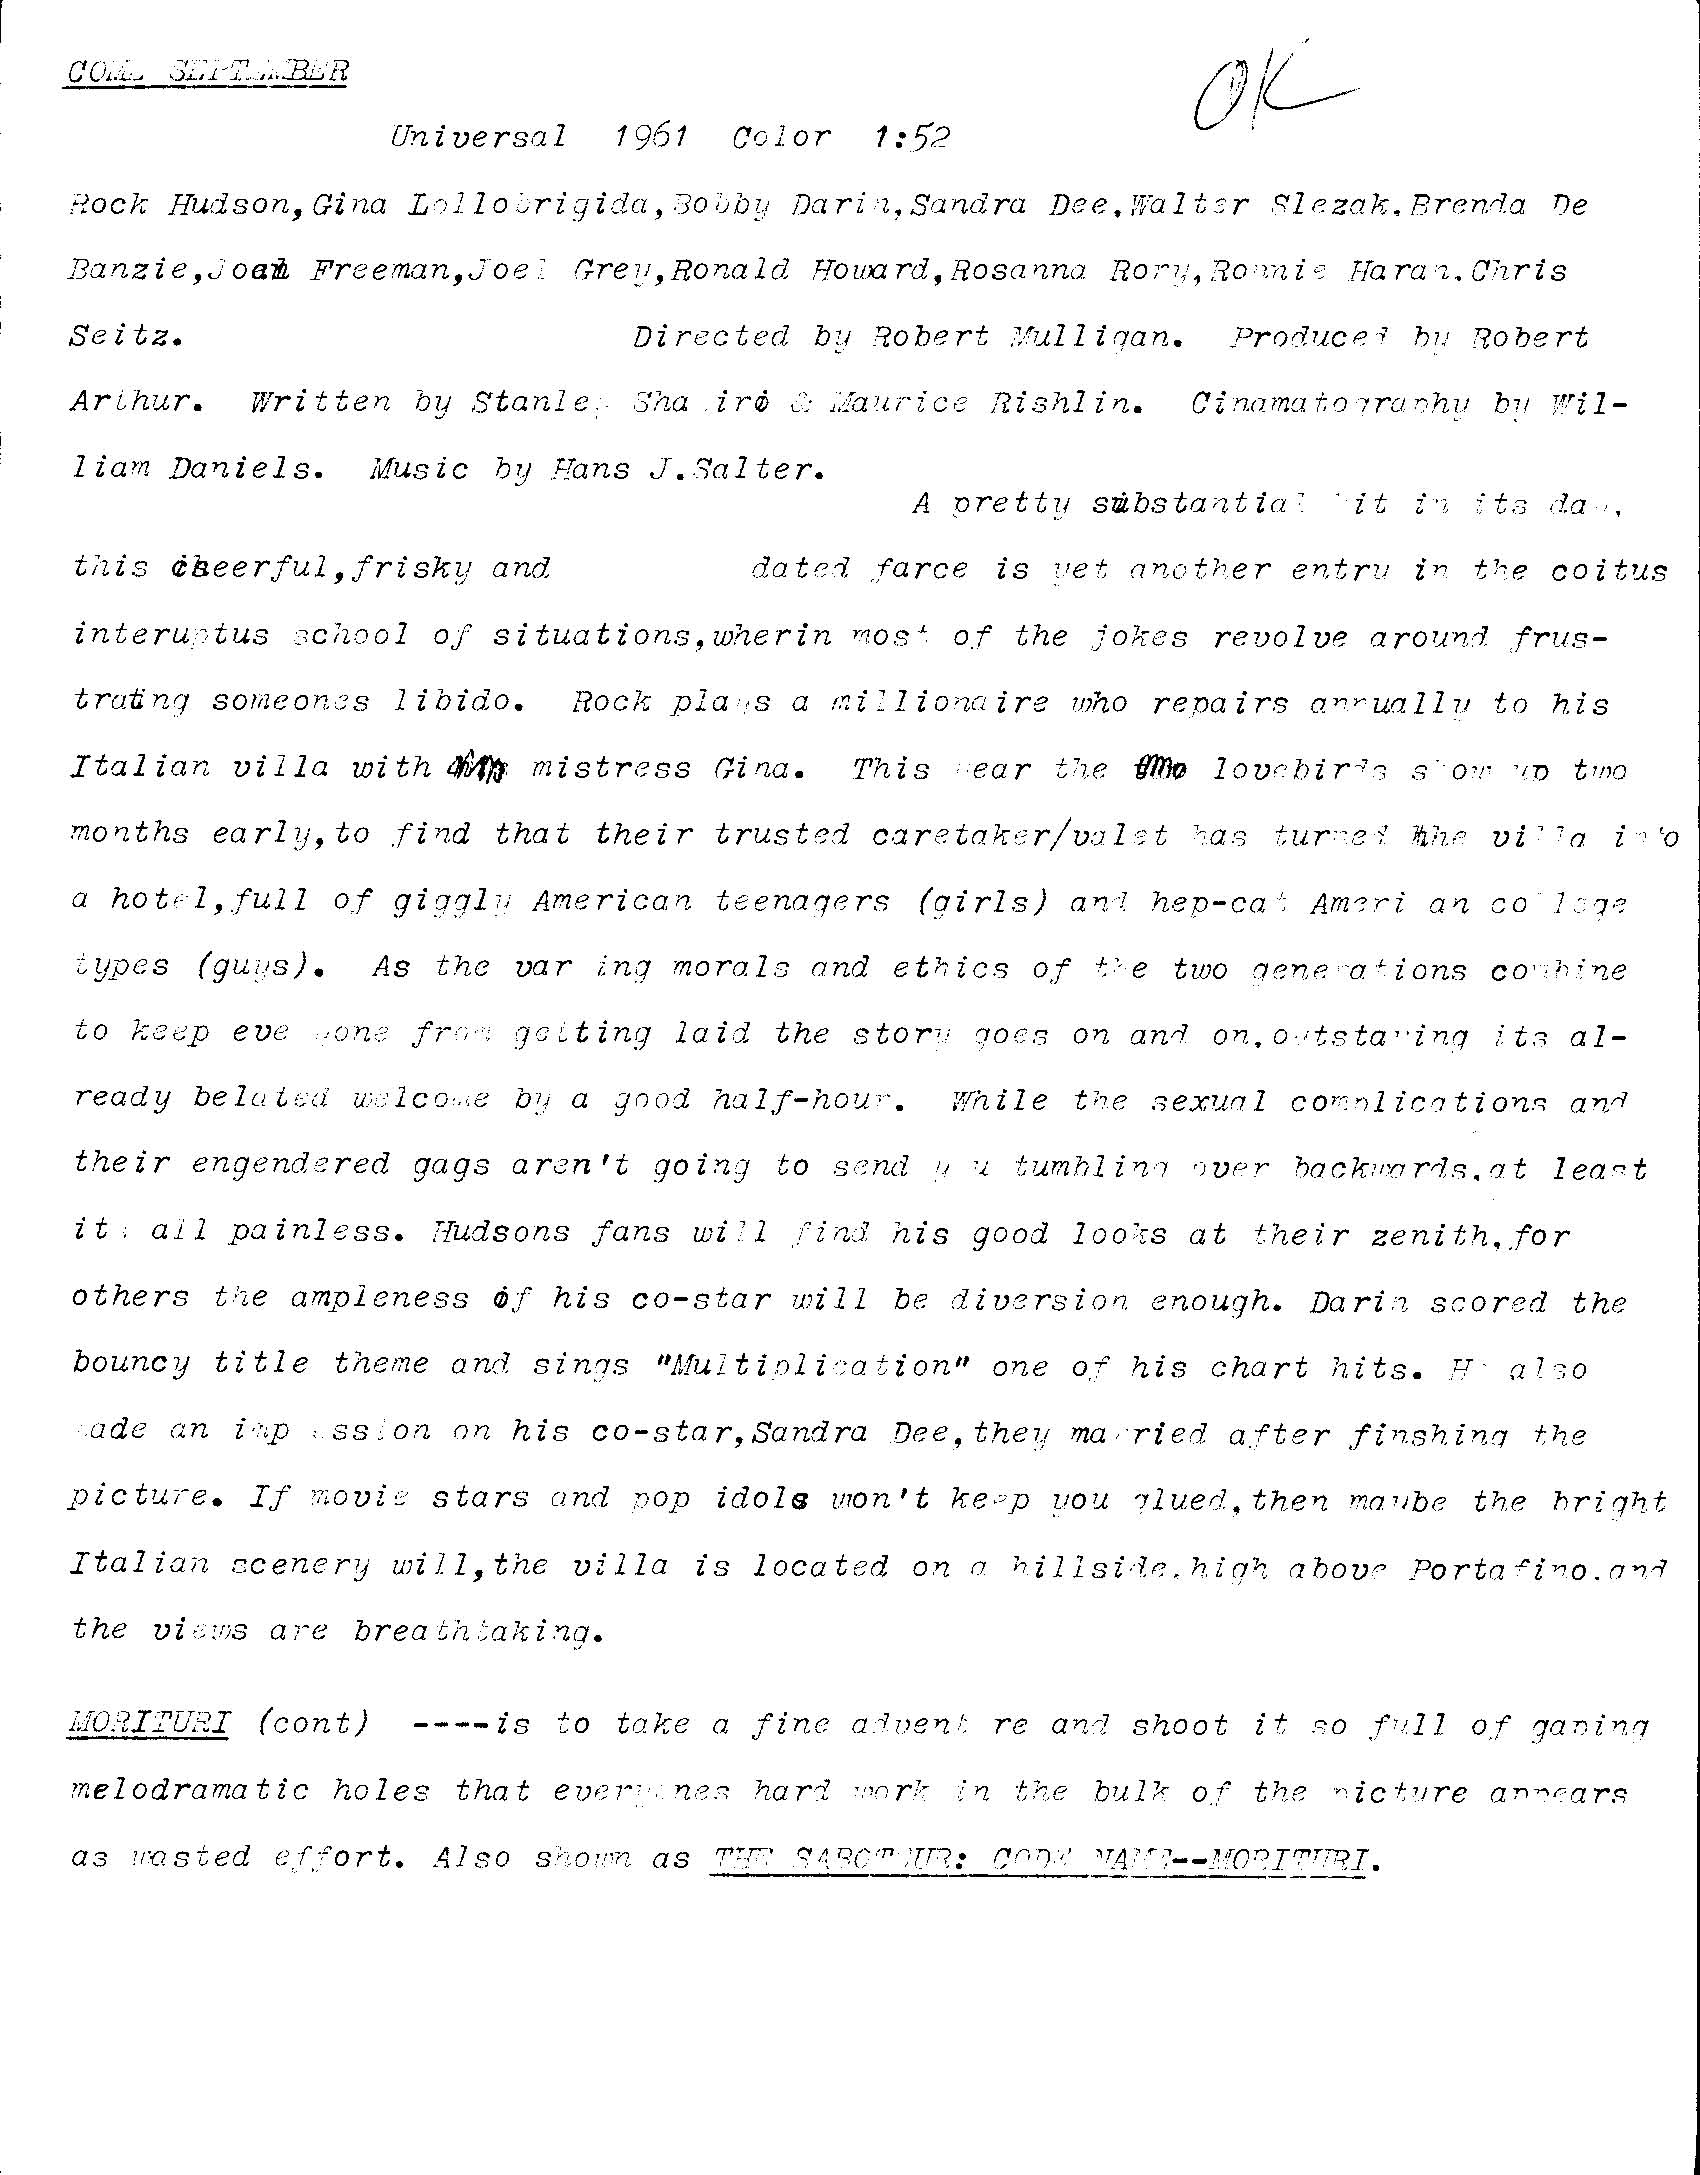 COME SEPTEMBER
OK
Universal 1961 Color 1:52
Rock Hudson,Gina Lollobrigida,Bobby Darin,Sandra Dee,Walter Slezak.Brenda De
Banzie,Joan Freeman,Joel Grey,Ronald Howard,Rosanna Rory,Ronnie Haran.Chris
Seitz. Directed by Robert Mulligan. Produced by Robert
Arthur. Written by Stanley Shapiro & Maurice Rishlin. Cinamatography by Wil-
liam Daniels. Music by Hans J.Salter.
A pretty substantial hit in its day,
this cheerful,frisky and dated farce is yet another entry in the coitus
interuptus school of situations,wherin most of the jokes revolve around frus-
trating someones libido. Rock plays a millionaire who repairs annually to his
Italian villa with mistress Gina. This year the lovebirds show up two
months early,to find that their trusted caretaker/valet has turned the villa into
a hotel,full of giggly American teenagers (girls) and hep-cat American college
types (guys). As the varying morals and ethics of the two generations combine
to keep everyone from getting laid the story goes on and on,outstaying its al-
ready belated welcome by a good half-hour. While the sexual complications and
their engendered gags aren't going to send you tumbling over backwards.at least
its all painless. Hudsons fans will find his good looks at their zenith,for
others the ampleness of his co-star will be diversion enough. Darin scored the
bouncy title theme and sings "Multiplication" one of his chart hits. He also
made an impression on his co-star,Sandra Dee,they married after finshing the
picture. If movie stars and pop idols won't keep you glued,then maybe the bright
Italian scenery will,the villa is located on a hillside.high above Portafino.and
the views are breathtaking.
MORITURI (cont) ----is to take a fine adventure and shoot it so full of gaping
melodramatic holes that everyones hard work in the bulk of the picture appears
as wasted effort. Also shown as THE SABOTEUR: CODE NAME--MORITURI.